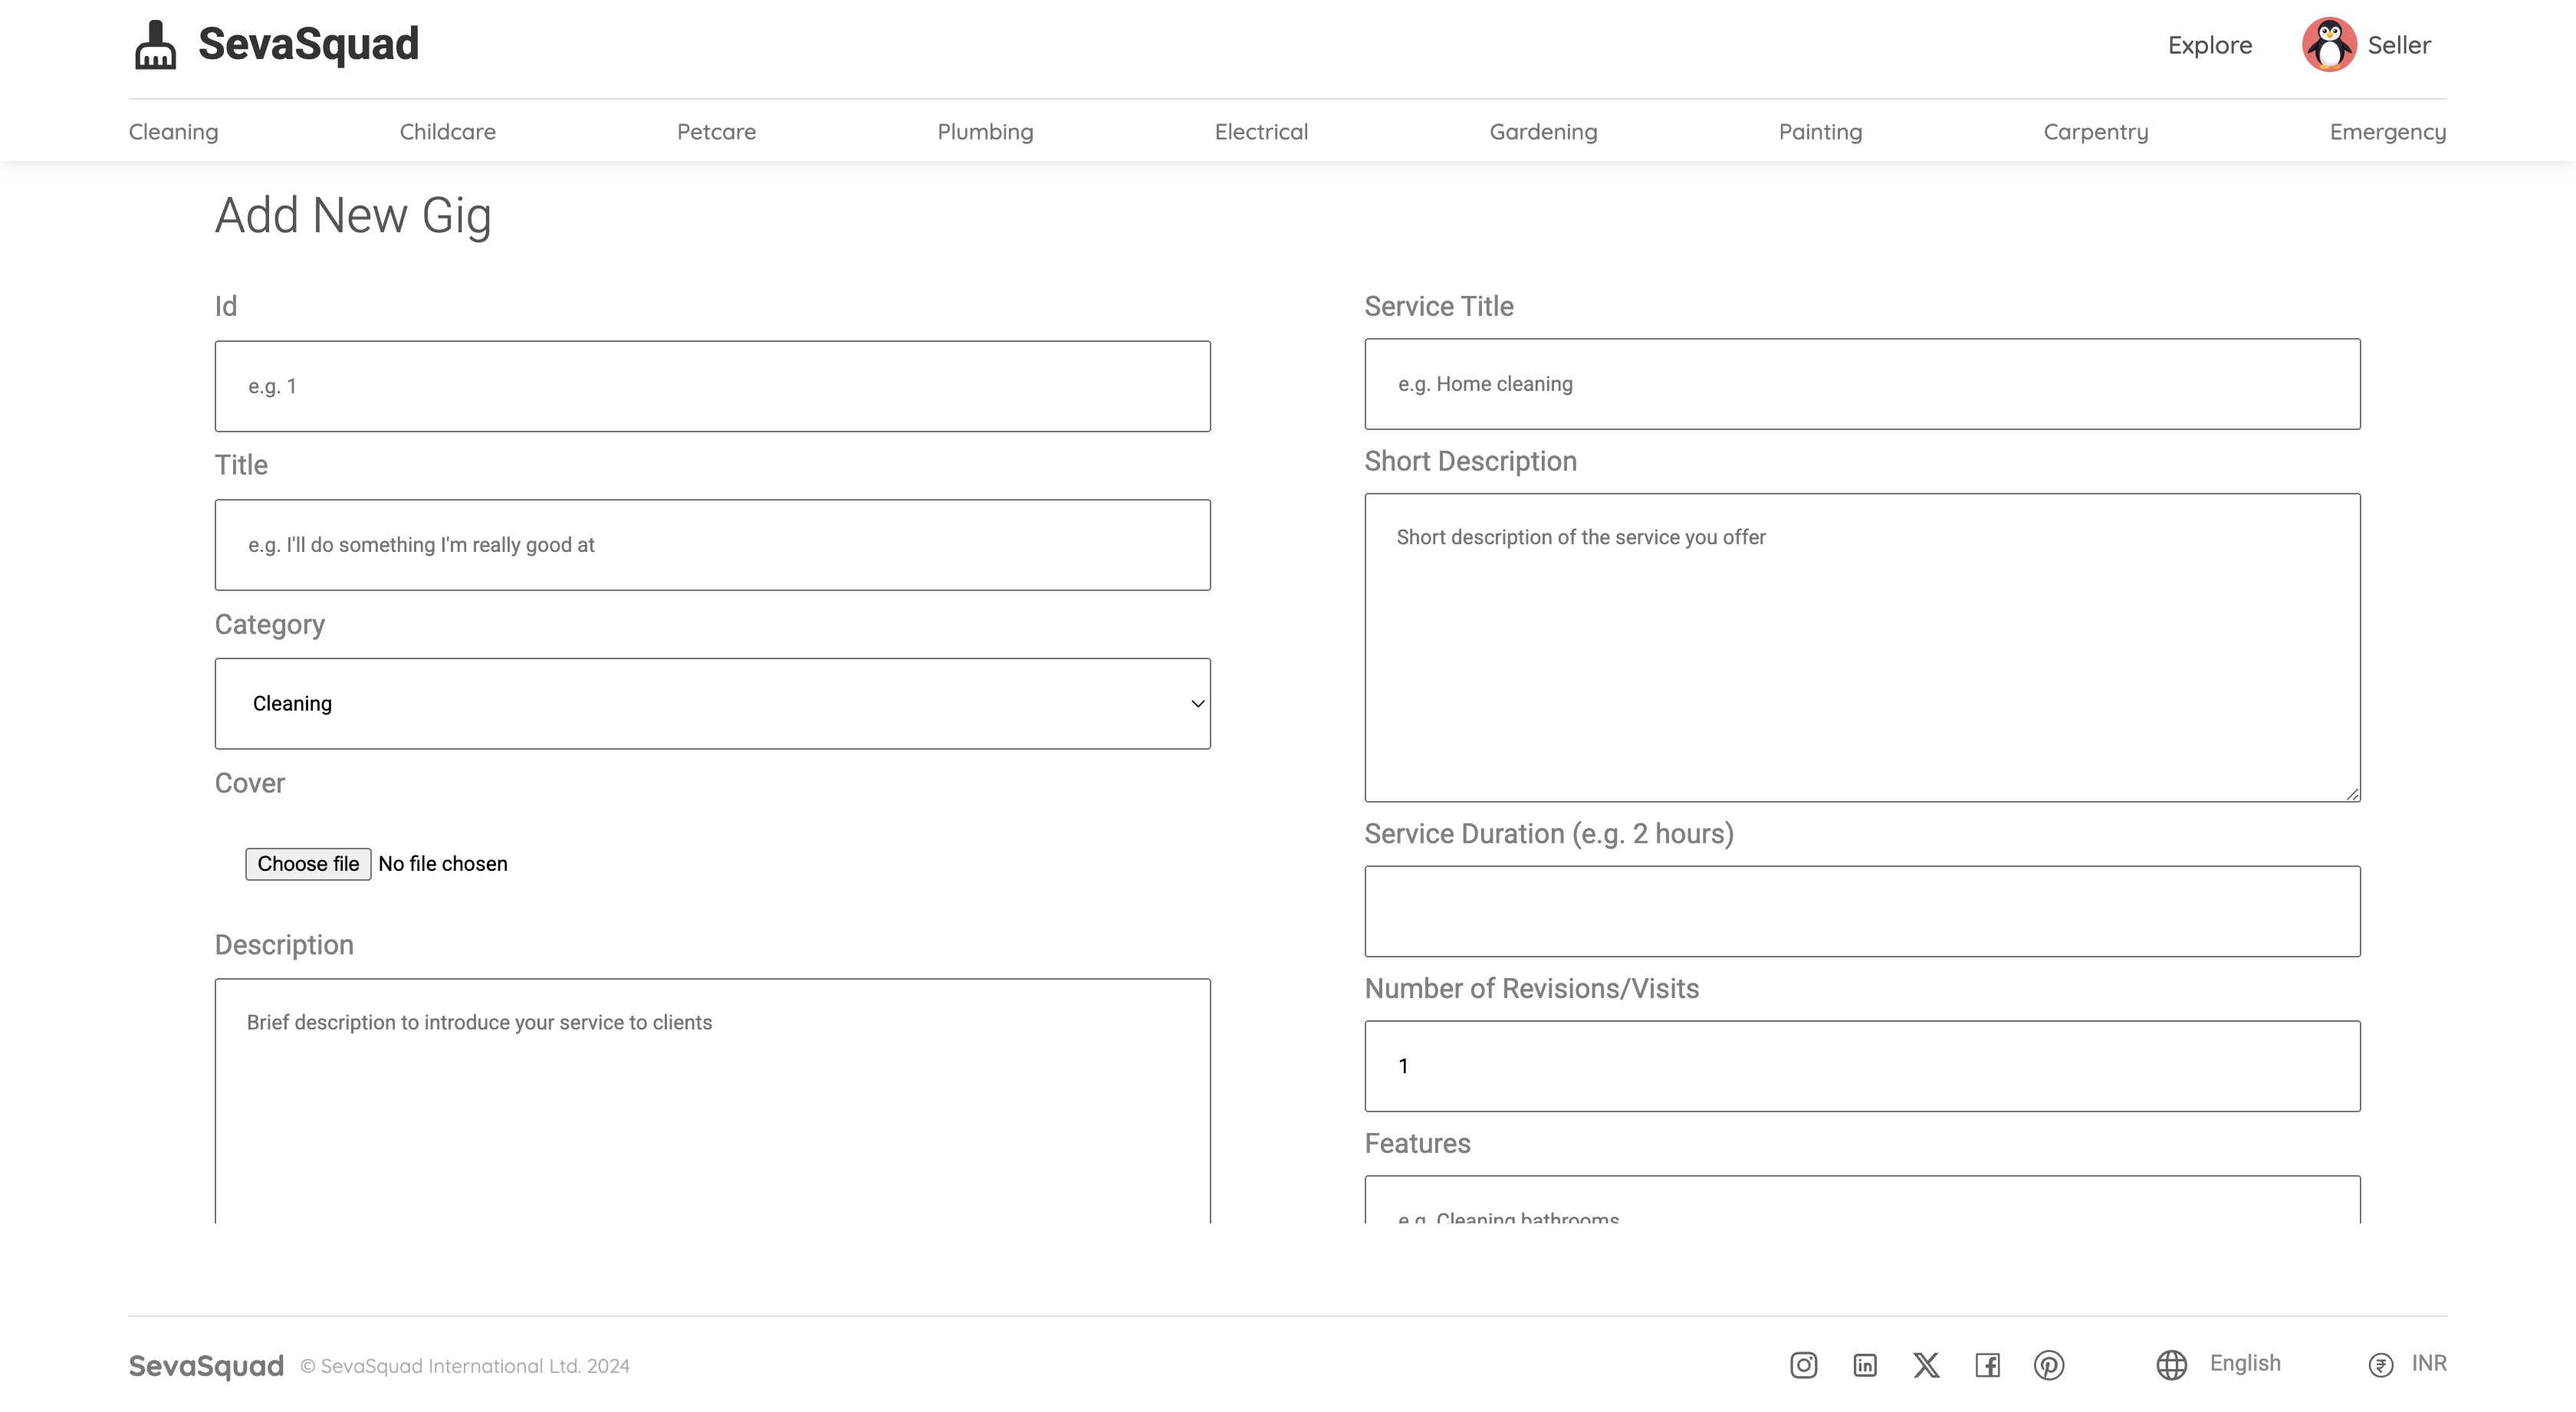 SevaSquad
Explore
Seller
Cleaning
Childcare
Petcare
Plumbing
Electrical
Gardening
Painting
Carpentry
Emergency
Add New Gig
Id
e.g. 1
Title
e.g. I'll do something I'm really good at
Category
Cleaning
Cover
Choose file No file chosen
Description
Brief description to introduce your service to clients
Service Title
e.g. Home cleaning
Short Description
Short description of the service you offer
Service Duration (e.g. 2 hours)
Number of Revisions/Visits
1
Features
e.g. Cleaning bathrooms
SevaSquad © SevaSquad International Ltd. 2024
English
INR